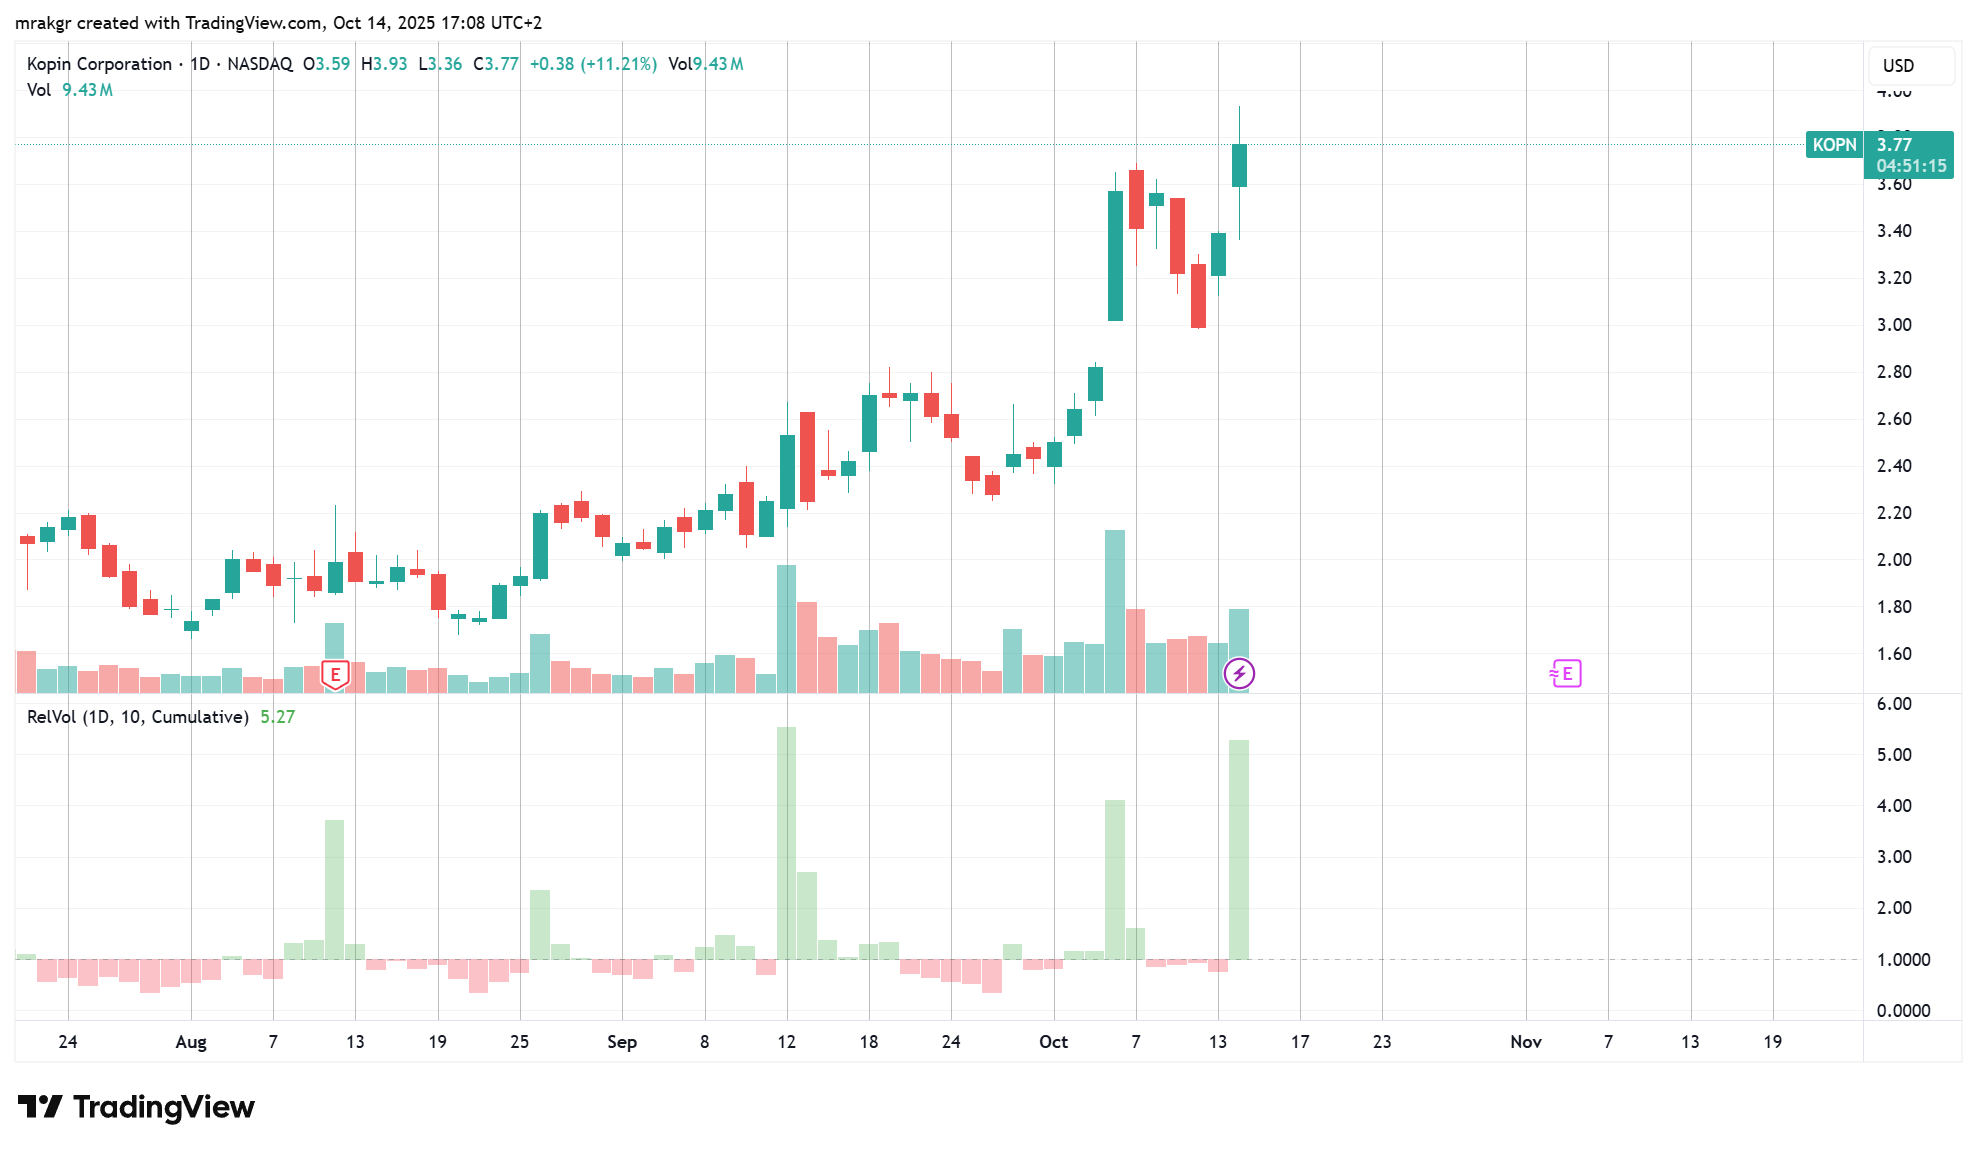 mrakgr created with TradingView.com, Oct 14, 2025 17:08 UTC+2
Kopin Corporation · 1D · NASDAQ O3.59 H3.93 L3.36 C3.77 +0.38 (+11.21%) Vol9.43M
USD
Vol 9.43M
4.00
KOPN 3.77
04:51:15
3.60
3.40
3.20
3.00
2.80
2.60
2.40
2.20
2.00
1.80
1.60
E
E
RelVol (1D, 10, Cumulative) 5.27
6.00
5.00
4.00
3.00
2.00
1.0000
0.0000
24 Aug 7 13 19 25 Sep 8 12 18 24 Oct 7 13 17 23 Nov 7 13 19
TradingView